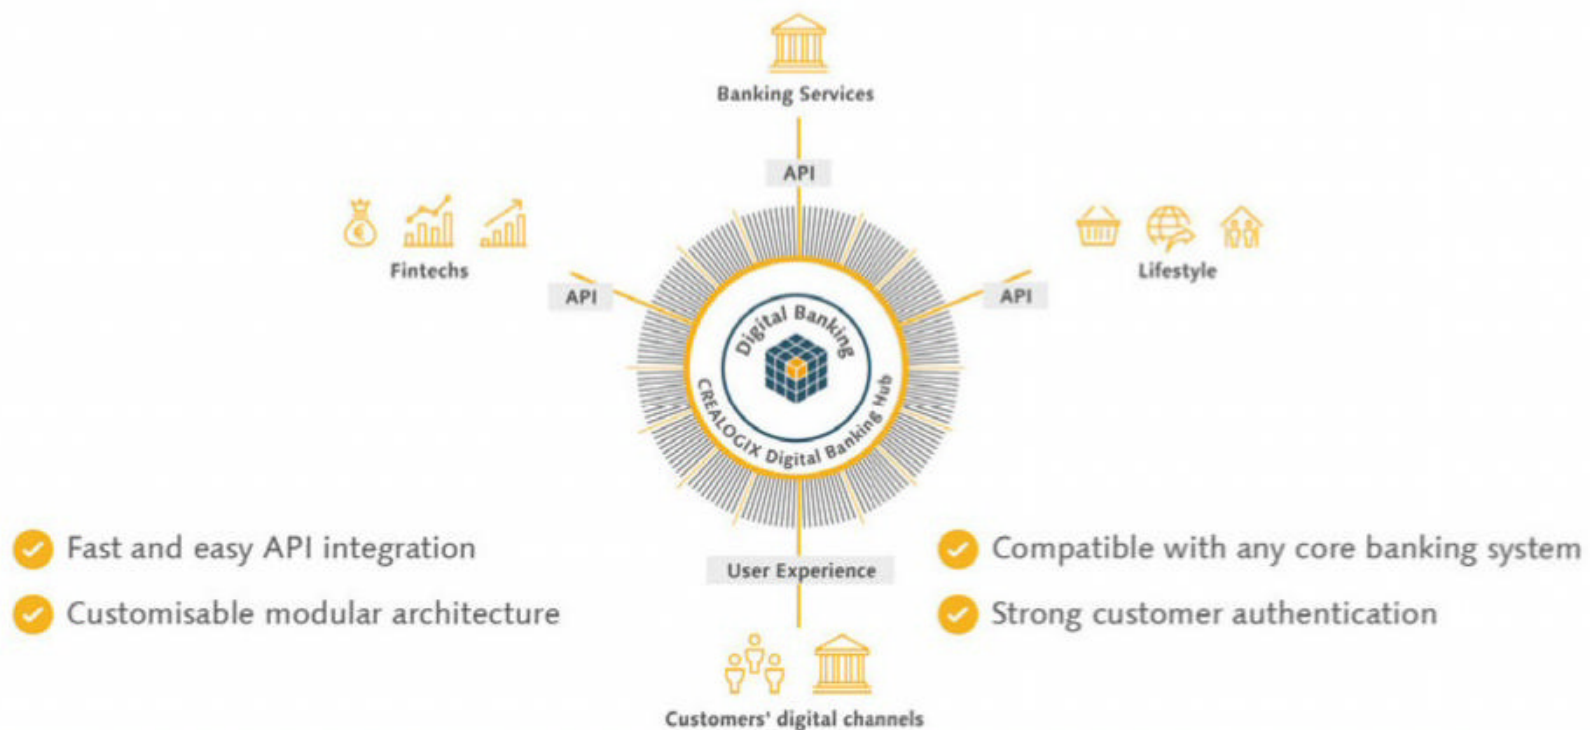 Banking Services
API
Fintechs
Lifestyle
API
API
Digital Banking
CREALOGIX Digital Banking Hub
Fast and easy API integration
Compatible with any core banking system
User Experience
Customisable modular architecture
Strong customer authentication
Customers' digital channels